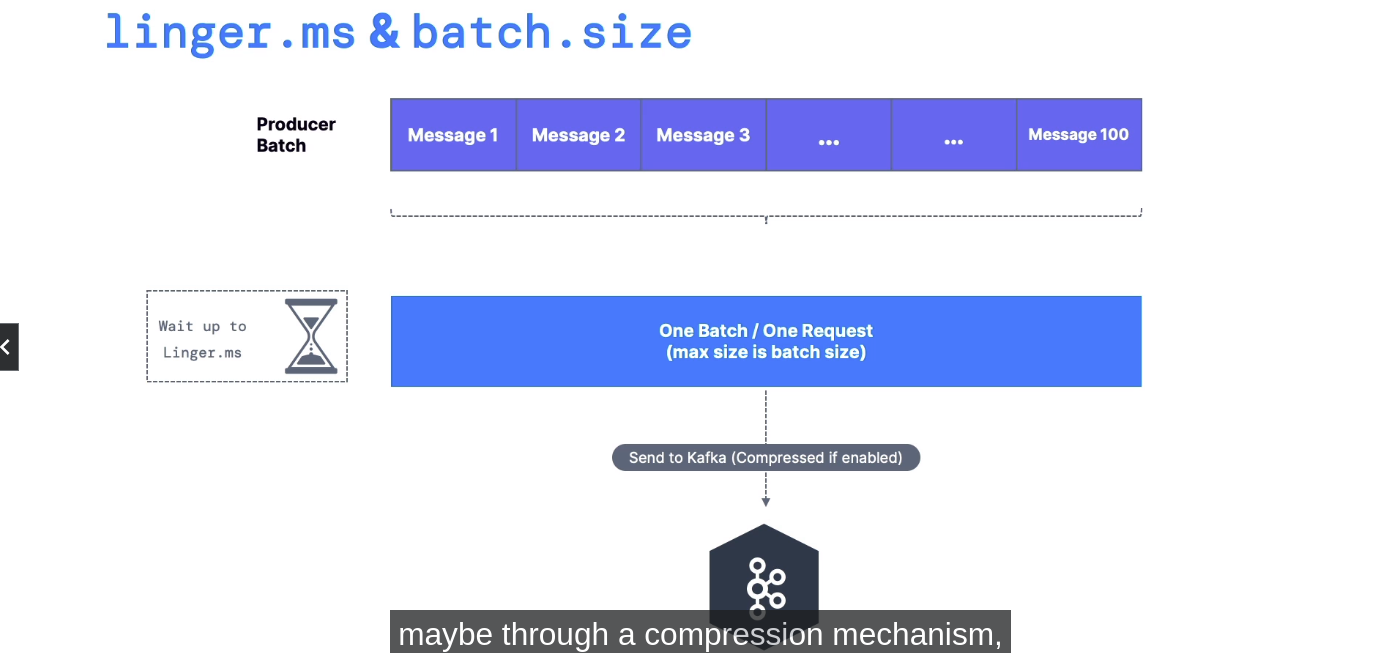 linger.ms & batch.size
Producer
Batch
Message 1
Message 2
Message 3
...
...
Message 100
Wait up to
Linger.ms
One Batch / One Request
(max size is batch size)
Send to Kafka (Compressed if enabled)
maybe through a compression mechanism,